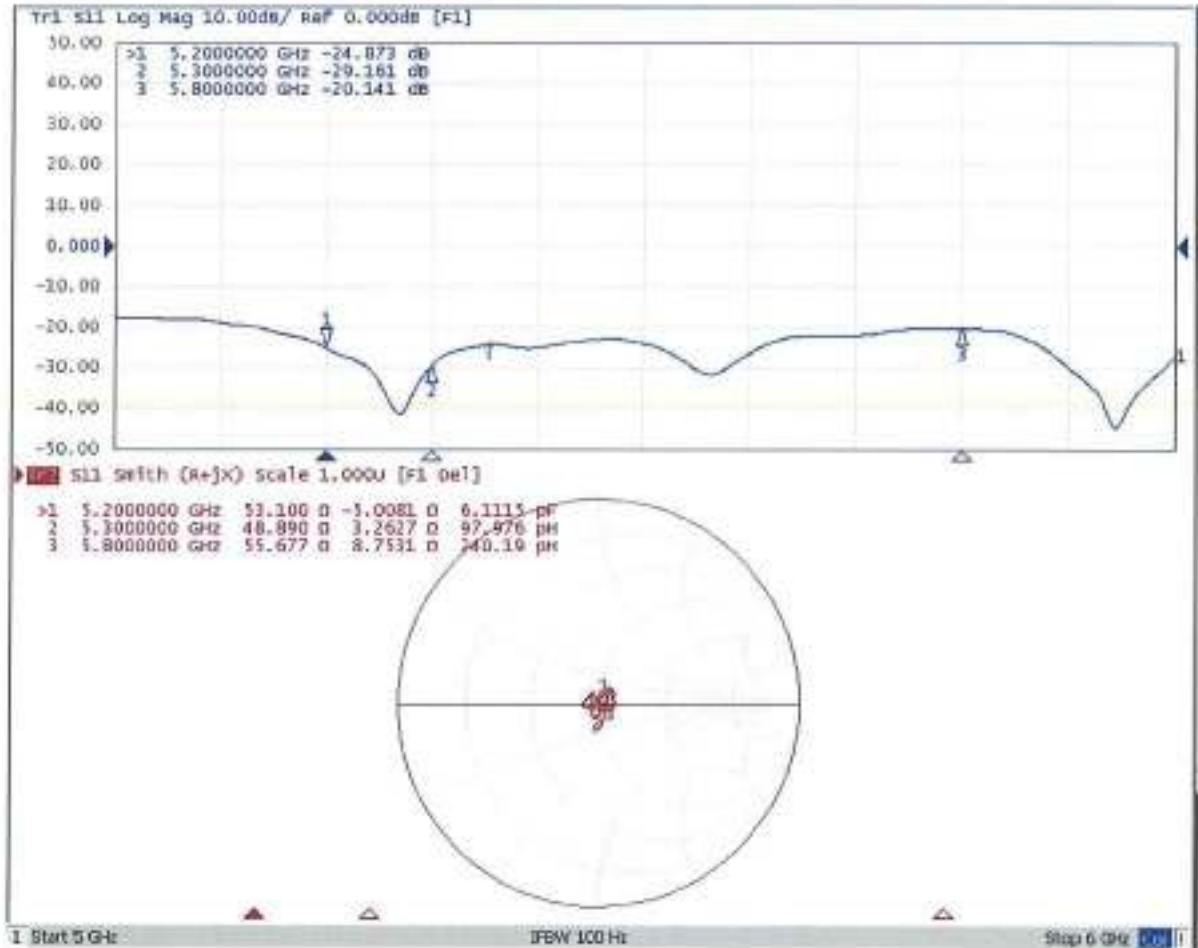 Tr1 S11 Log Mag 10.00dB/ Ref 0.000dB [F1]
50.00
>1 5.2000000 GHz -24.873 dB
2 5.3000000 GHz -29.161 dB
3 5.8000000 GHz -20.141 dB
40.00
30.00
20.00
10.00
0.000
-10.00
-20.00
-30.00
-40.00
-50.00
1
2
3
1
S11 Smith (R+jX) Scale 1.000U [F1 Del]
>1 5.2000000 GHz 53.100 Ω -5.0081 Ω 6.1115 pF
2 5.3000000 GHz 48.890 Ω 3.2627 Ω 97.976 pH
3 5.8000000 GHz 55.677 Ω 8.7531 Ω 240.19 pH
1 Start 5 GHz IFBW 100 Hz Stop 6 GHz